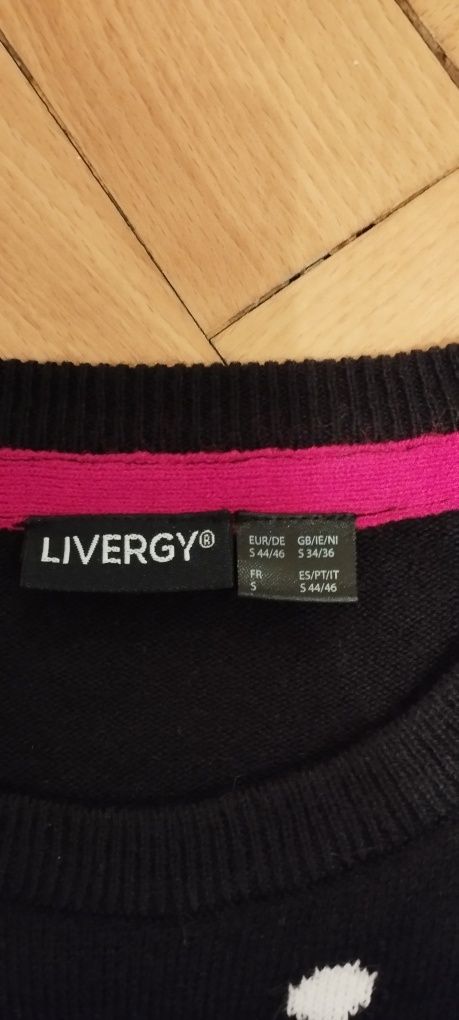 LIVERGY®
EUR/DE GB/IE/NI
S 44/46 S 34/36
FR ES/PT/IT
S S 44/46